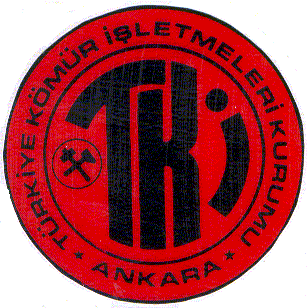 TÜRKİYE KÖMÜR İŞLETMELERİ KURUMU
TKİ
ANKARA